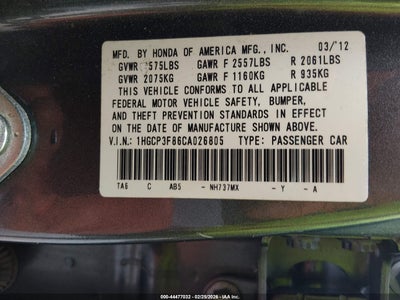 MFD. BY HONDA OF AMERICA MFG., INC. 03/'12
GVWR 4575LBS GAWR F 2557LBS R 2061LBS
GVWR 2075KG GAWR F 1160KG R 935KG
THIS VEHICLE CONFORMS TO ALL APPLICABLE
FEDERAL MOTOR VEHICLE SAFETY, BUMPER,
AND THEFT PREVENTION STANDARDS IN EFFECT
ON THE DATE OF MANUFACTURE SHOWN ABOVE.
V.I.N.: 1HGCP3F86CA026805 TYPE: PASSENGER CAR
TA6 C AB5 - NH737MX - Y - A
000-44477032 - 02/25/2026 - IAA Inc.